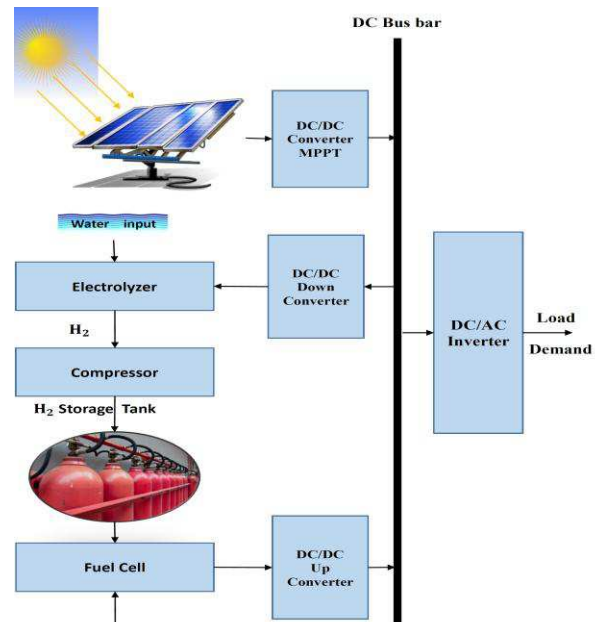 DC Bus bar
DC/DC
Converter
MPPT
Water input
Electrolyzer
DC/DC
Down
Converter
H₂
DC/AC
Inverter
Load
Demand
Compressor
H₂ Storage Tank
Fuel Cell
DC/DC
Up
Converter